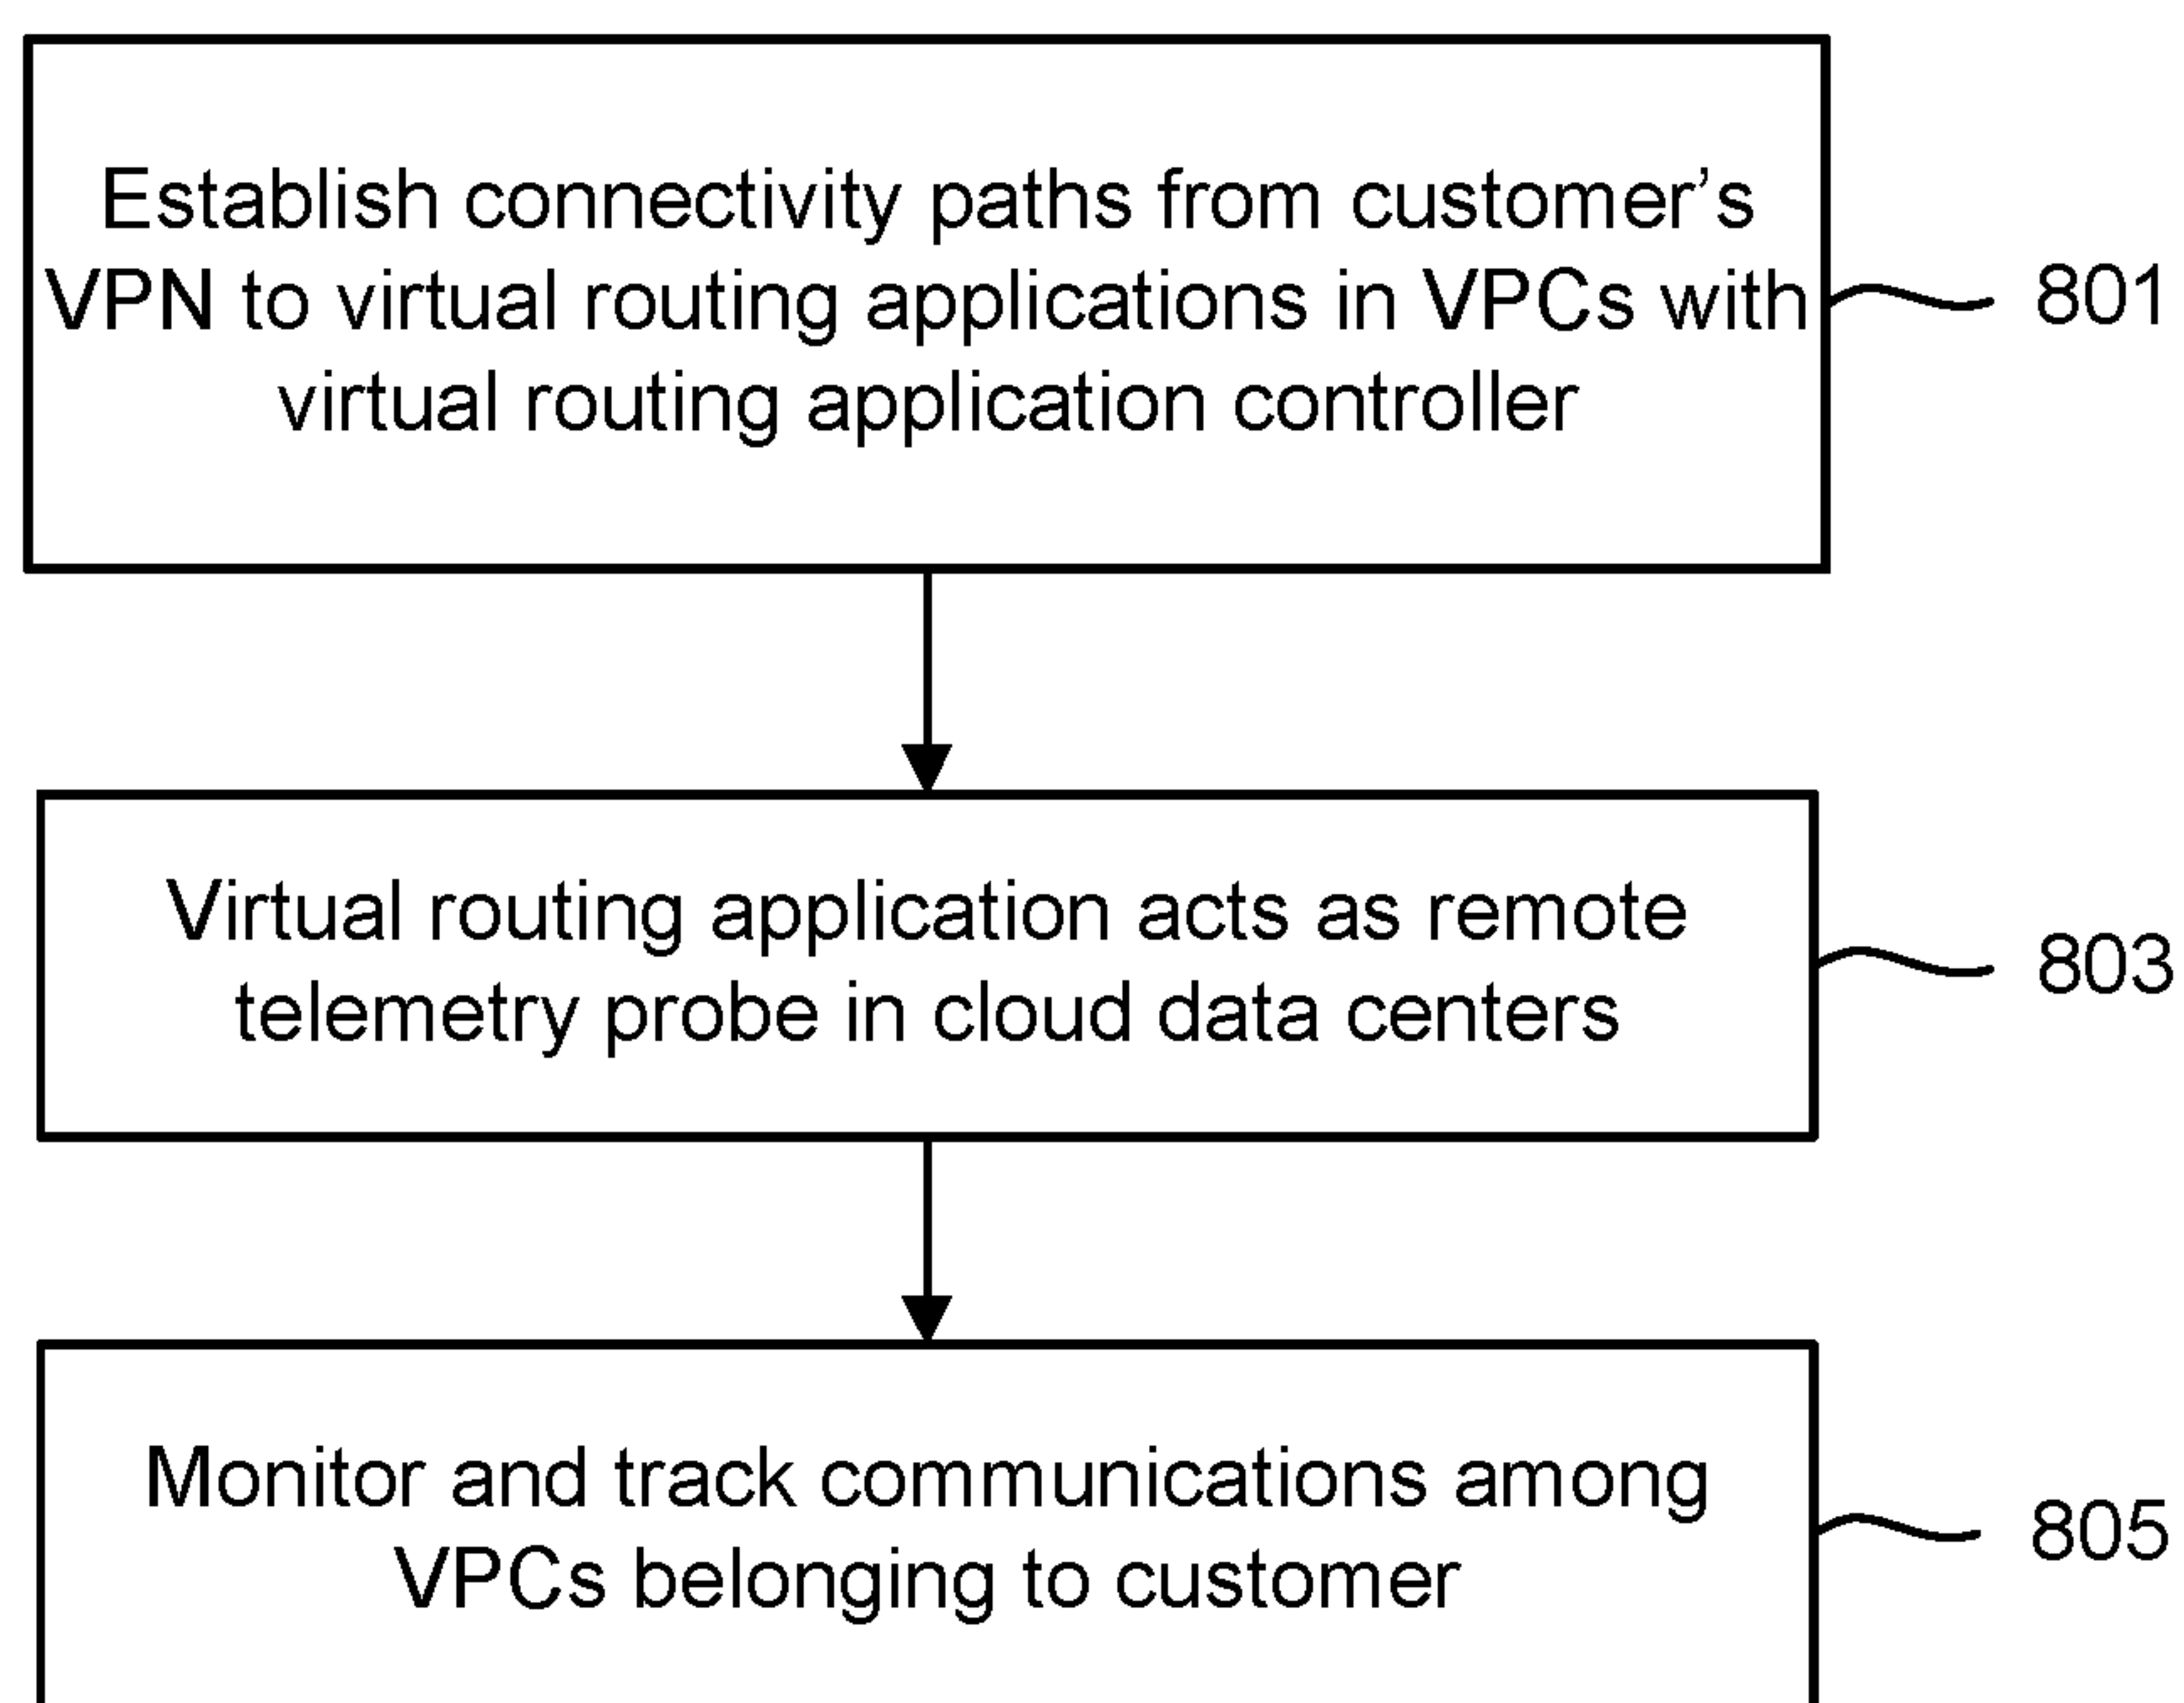 Establish connectivity paths from customer’s
VPN to virtual routing applications in VPCs with
virtual routing application controller
801
Virtual routing application acts as remote
telemetry probe in cloud data centers
803
Monitor and track communications among
VPCs belonging to customer
805